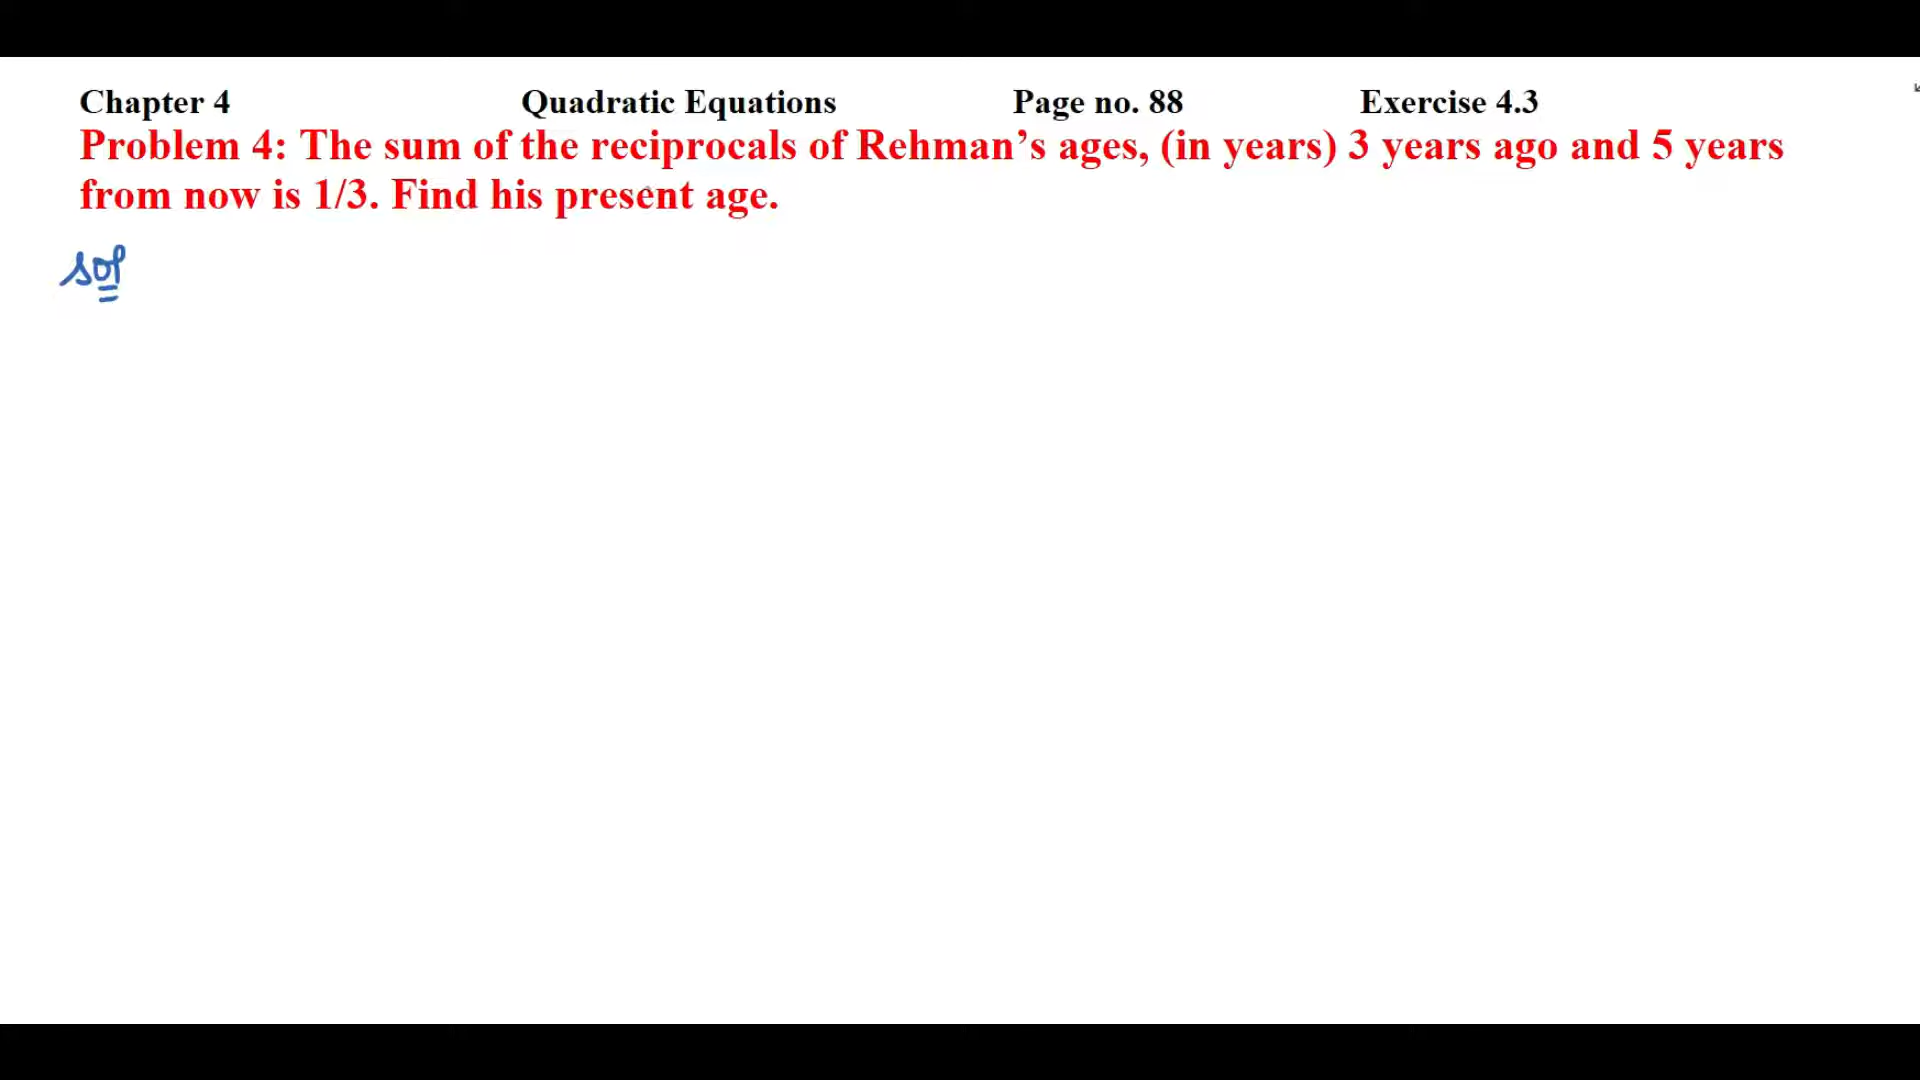 Chapter 4 Quadratic Equations Page no. 88 Exercise 4.3
Problem 4: The sum of the reciprocals of Rehman’s ages, (in years) 3 years ago and 5 years
from now is 1/3. Find his present age.
Sol